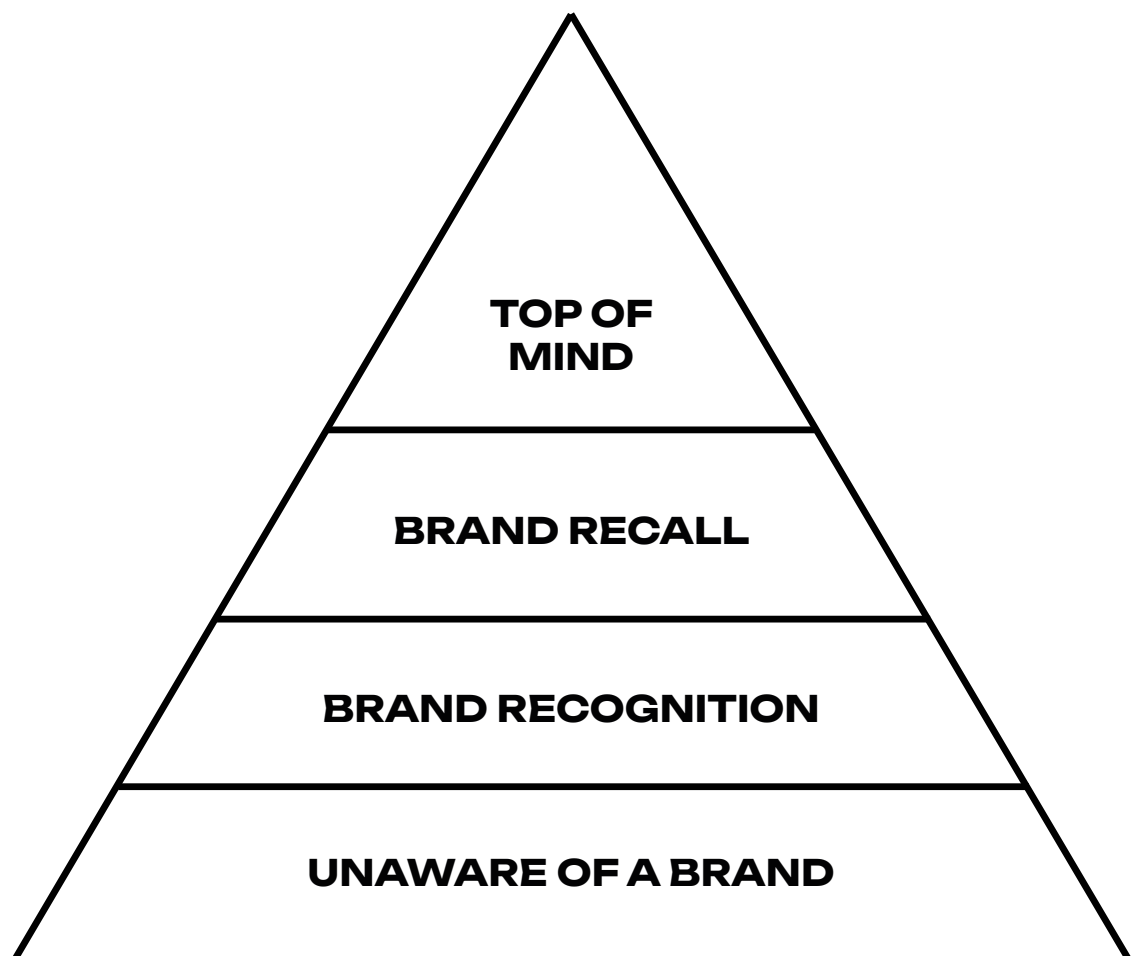 TOP OF
MIND
BRAND RECALL
BRAND RECOGNITION
UNAWARE OF A BRAND